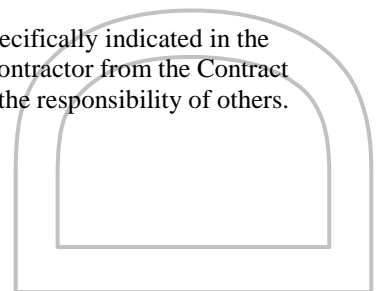 ecifically indicated in the
ontractor from the Contract
the responsibility of others.